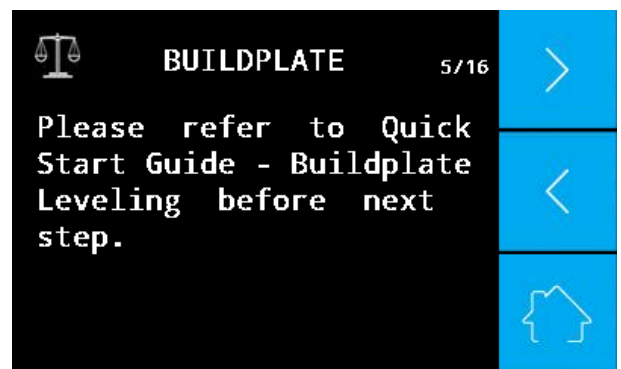 BUILDPLATE 5/16
Please refer to Quick
Start Guide - Buildplate
Leveling before next
step.